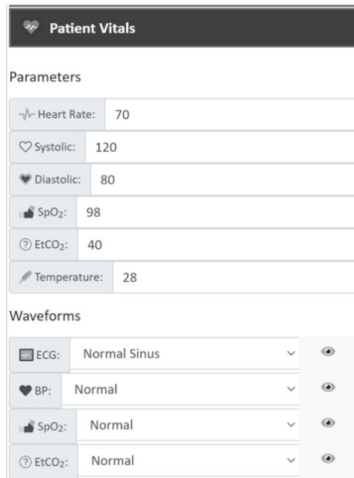 Patient Vitals
Parameters
Heart Rate: 70
Systolic: 120
Diastolic: 80
SpO₂: 98
EtCO₂: 40
Temperature: 28
Waveforms
ECG: Normal Sinus
BP: Normal
SpO₂: Normal
EtCO₂: Normal